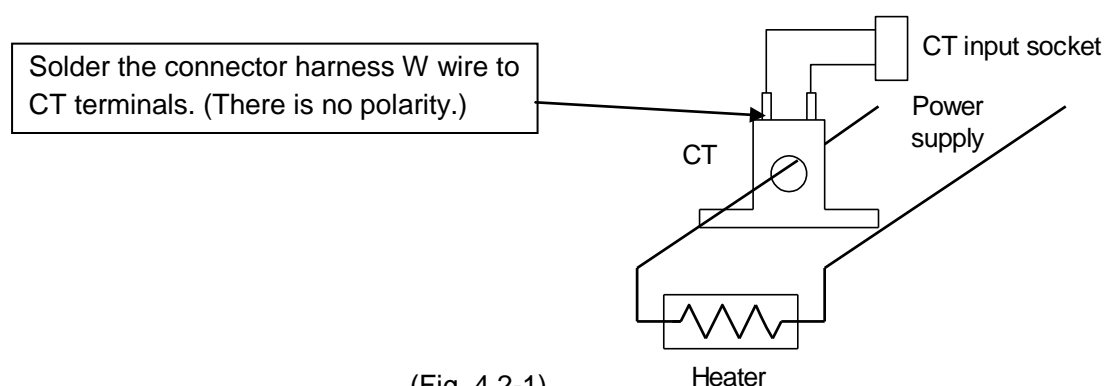 Solder the connector harness W wire to
CT terminals. (There is no polarity.)
CT input socket
Power
supply
CT
Heater
(Fig. 4.2-1)